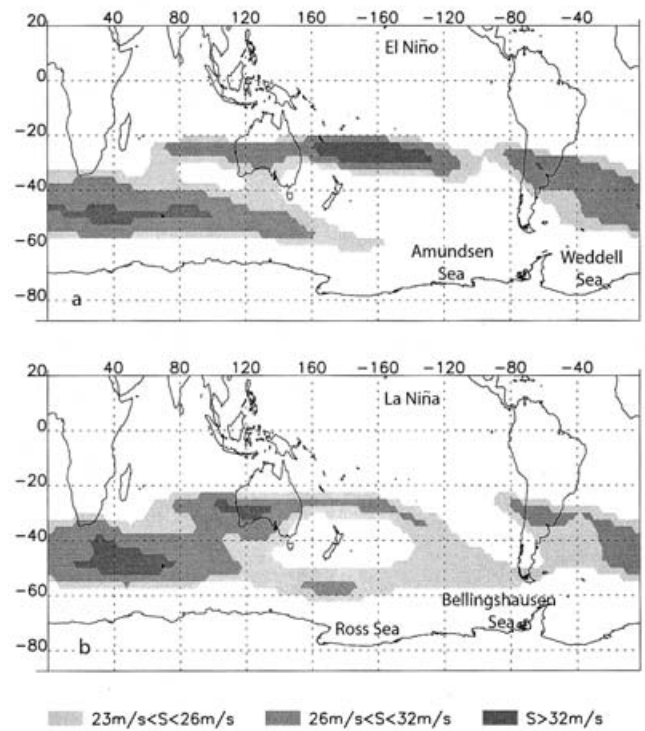 20
0
−20
−40
−60
−80
a
El Niño
Amundsen
Sea
Weddell
Sea
40 80 120 160 −160 −120 −80 −40
20
0
−20
−40
−60
−80
b
La Niña
Ross Sea
Bellingshausen
Sea
40 80 120 160 −160 −120 −80 −40
23m/s<S<26m/s 26m/s<S<32m/s S>32m/s